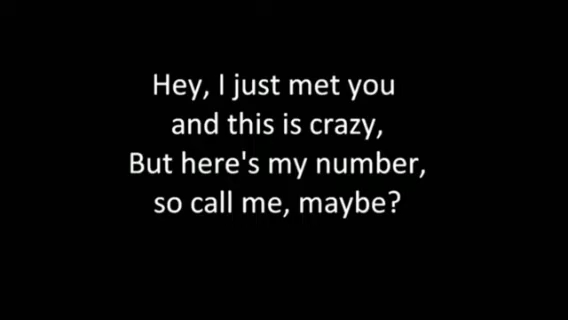 Hey, I just met you
and this is crazy,
But here's my number,
so call me, maybe?